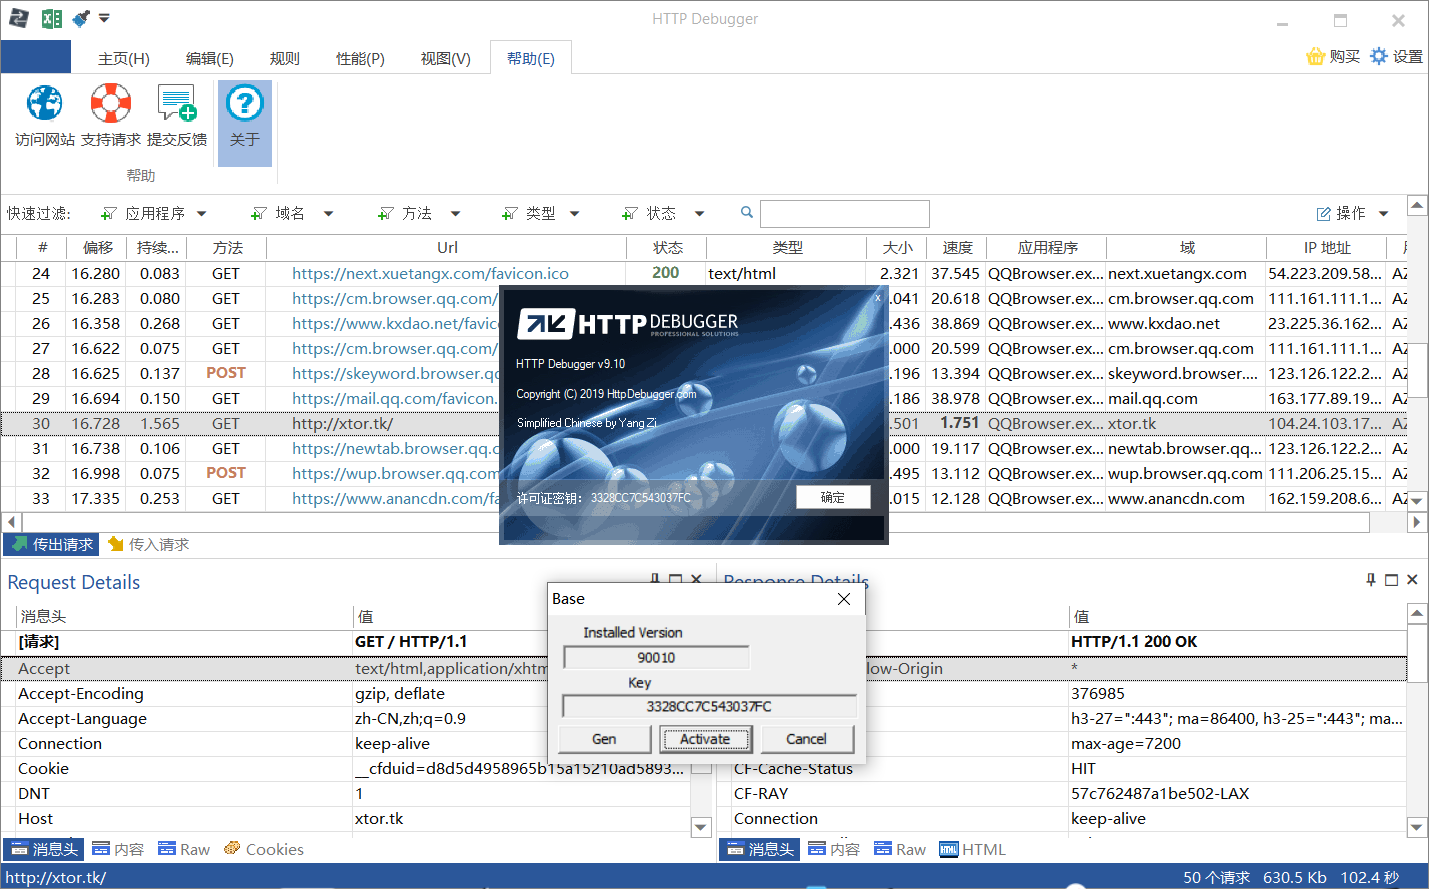 HTTP Debugger
主页(H) 编辑(E) 规则 性能(P) 视图(V) 帮助(E) 购买 设置
访问网站 支持请求 提交反馈 关于
帮助
快速过滤: 应用程序 域名 方法 类型 状态 操作
# 偏移 持续... 方法 Url 状态 类型 大小 速度 应用程序 域 IP 地址
24 16.280 0.083 GET https://next.xuetangx.com/favicon.ico 200 text/html 2.321 37.545 QQBrowser.ex... next.xuetangx.com 54.223.209.58... AZ
25 16.283 0.080 GET https://cm.browser.qq.com/ .041 20.618 QQBrowser.ex... cm.browser.qq.com 111.161.111.1... AZ
26 16.358 0.268 GET https://www.kxdao.net/favic .436 38.869 QQBrowser.ex... www.kxdao.net 23.225.36.162... AZ
27 16.622 0.075 GET https://cm.browser.qq.com/ .000 20.599 QQBrowser.ex... cm.browser.qq.com 111.161.111.1... AZ
28 16.625 0.137 POST https://skeyword.browser.qq .196 13.394 QQBrowser.ex... skeyword.browser.... 123.126.122.2... AZ
29 16.694 0.150 GET https://mail.qq.com/favicon. .186 38.978 QQBrowser.ex... mail.qq.com 163.177.89.19... AZ
30 16.728 1.565 GET http://xtor.tk/ .501 1.751 QQBrowser.ex... xtor.tk 104.24.103.17... AZ
31 16.738 0.106 GET https://newtab.browser.qq.c .000 19.117 QQBrowser.ex... newtab.browser.qq... 123.126.122.2... AZ
32 16.998 0.075 POST https://wup.browser.qq.com .495 13.112 QQBrowser.ex... wup.browser.qq.com 111.206.25.15... AZ
33 17.335 0.253 GET https://www.anancdn.com/fa .015 12.128 QQBrowser.ex... www.anancdn.com 162.159.208.6... AZ
x
HTTP DEBUGGER
PROFESSIONAL SOLUTIONS
HTTP Debugger v9.10
Copyright (C) 2019 HttpDebugger.com
Simplified Chinese by Yang Zi
许可证密钥: 3328CC7C543037FC 确定
传出请求 传入请求
Request Details Response Details
消息头 值 值
[请求] GET / HTTP/1.1 HTTP/1.1 200 OK
Accept text/html,application/xhtm low-Origin *
Accept-Encoding gzip, deflate 376985
Accept-Language zh-CN,zh;q=0.9 h3-27=":443"; ma=86400, h3-25=":443"; ma...
Connection keep-alive max-age=7200
Cookie __cfduid=d8d5d4958965b15a15210ad5893... CF-Cache-Status HIT
DNT 1 CF-RAY 57c762487a1be502-LAX
Host xtor.tk Connection keep-alive
Base
Installed Version
90010
Key
3328CC7C543037FC
Gen Activate Cancel
消息头 内容 Raw Cookies 消息头 内容 Raw HTML
http://xtor.tk/ 50 个请求 630.5 Kb 102.4 秒